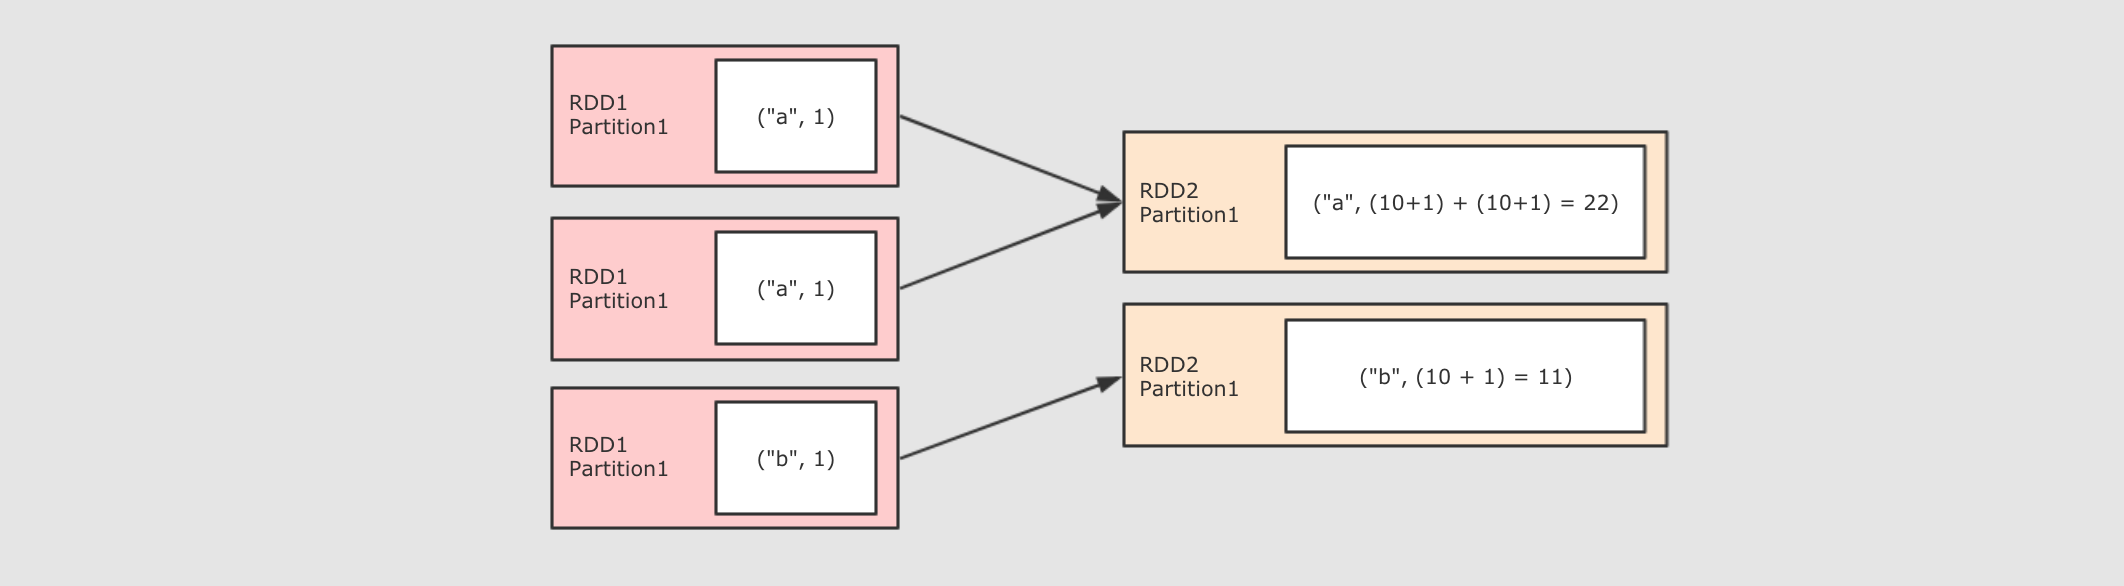 RDD1
Partition1
("a", 1)
RDD1
Partition1
("a", 1)
RDD1
Partition1
("b", 1)
RDD2
Partition1
("a", (10+1) + (10+1) = 22)
RDD2
Partition1
("b", (10 + 1) = 11)